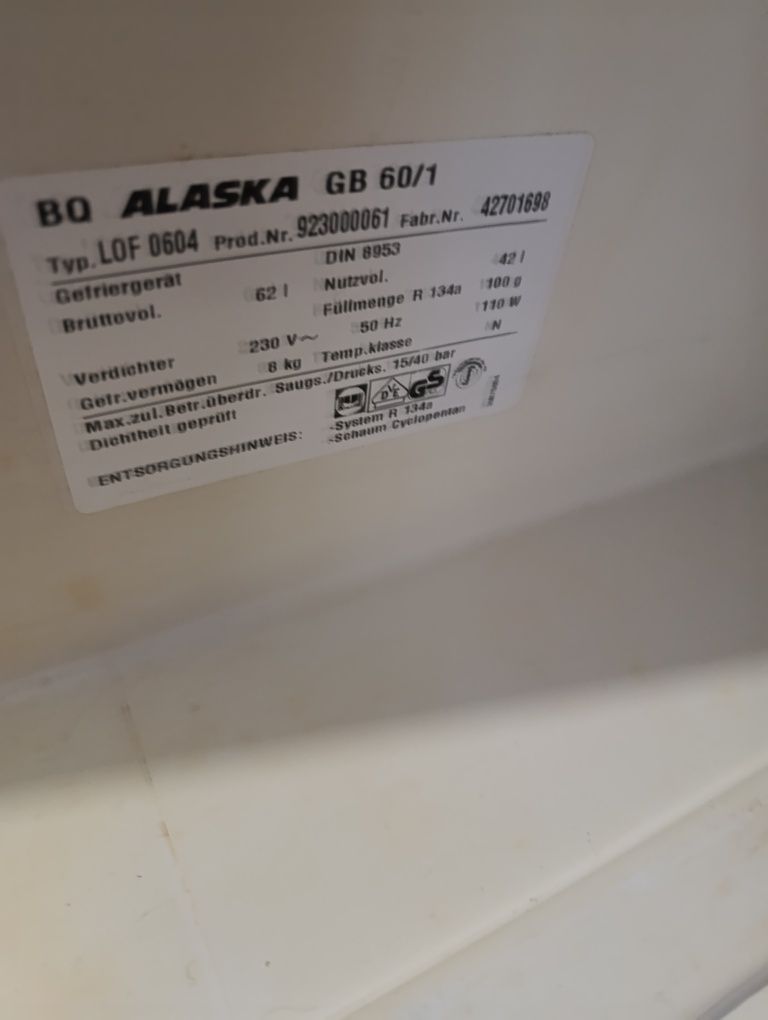 BO ALASKA GB 60/1
Typ. LOF 0604 Prod.Nr. 923000061 Fabr.Nr. 42701698
Gefriergerät DIN 8953
Bruttovol. 62 l Nutzvol. 42 l
Füllmenge R 134a 100 g
Verdichter 230 V~ 50 Hz 110 W
Gefr.vermögen 8 kg Temp.klasse N
Max.zul.Betr.überdr. Saugs./Drucks. 15/40 bar
Dichtheit geprüft
DVE GS
ENTSORGUNGSHINWEIS: -System R 134a
-Schaum Cyclopentan